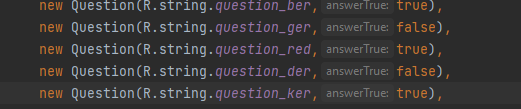 new Question(R.string.question_ber, answerTrue: true),
new Question(R.string.question_ger, answerTrue: false),
new Question(R.string.question_red, answerTrue: true),
new Question(R.string.question_der, answerTrue: false),
new Question(R.string.question_ker, answerTrue: true),